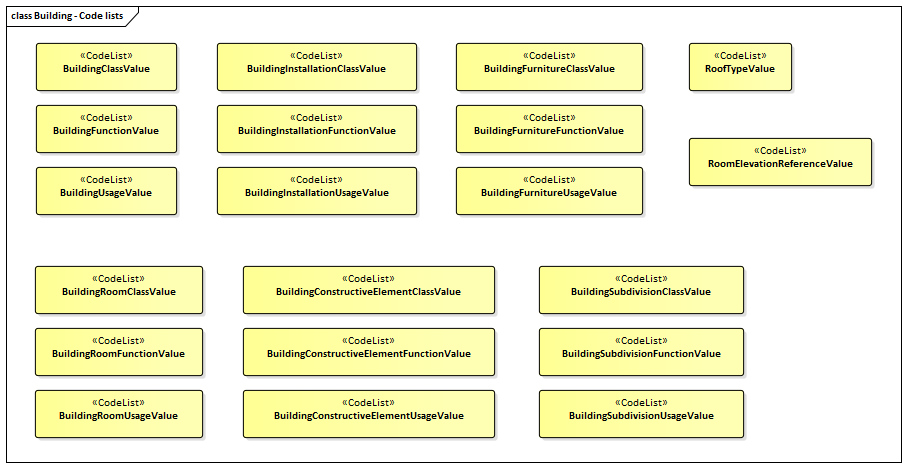 class Building - Code lists
«CodeList»
BuildingClassValue
«CodeList»
BuildingInstallationClassValue
«CodeList»
BuildingFurnitureClassValue
«CodeList»
RoofTypeValue
«CodeList»
BuildingFunctionValue
«CodeList»
BuildingInstallationFunctionValue
«CodeList»
BuildingFurnitureFunctionValue
«CodeList»
RoomElevationReferenceValue
«CodeList»
BuildingUsageValue
«CodeList»
BuildingInstallationUsageValue
«CodeList»
BuildingFurnitureUsageValue
«CodeList»
BuildingRoomClassValue
«CodeList»
BuildingConstructiveElementClassValue
«CodeList»
BuildingSubdivisionClassValue
«CodeList»
BuildingRoomFunctionValue
«CodeList»
BuildingConstructiveElementFunctionValue
«CodeList»
BuildingSubdivisionFunctionValue
«CodeList»
BuildingRoomUsageValue
«CodeList»
BuildingConstructiveElementUsageValue
«CodeList»
BuildingSubdivisionUsageValue